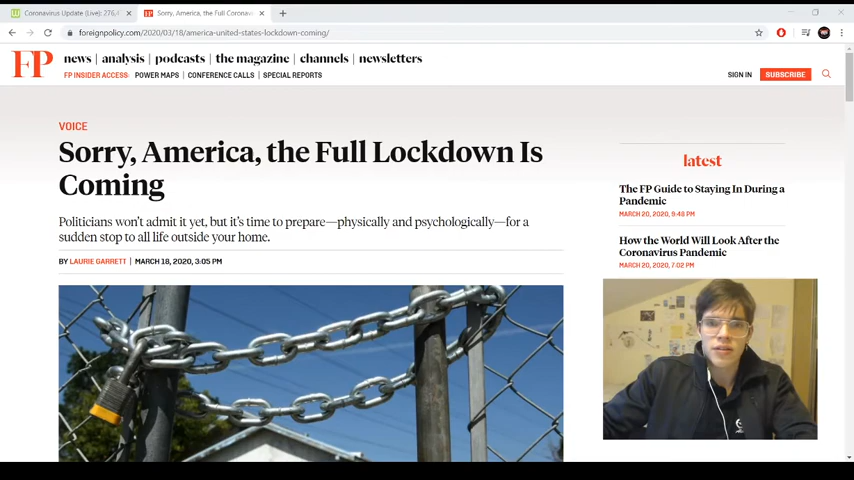 Coronavirus Update (Live): 276,4
Sorry, America, the Full Coronav
foreignpolicy.com/2020/03/18/america-united-states-lockdown-coming/
FP
news | analysis | podcasts | the magazine | channels | newsletters
FP INSIDER ACCESS: POWER MAPS | CONFERENCE CALLS | SPECIAL REPORTS
SIGN IN
SUBSCRIBE
VOICE
Sorry, America, the Full Lockdown Is
Coming
Politicians won't admit it yet, but it's time to prepare—physically and psychologically—for a
sudden stop to all life outside your home.
BY LAURIE GARRETT | MARCH 18, 2020, 3:05 PM
latest
The FP Guide to Staying In During a
Pandemic
MARCH 20, 2020, 9:48 PM
How the World Will Look After the
Coronavirus Pandemic
MARCH 20, 2020, 7:02 PM